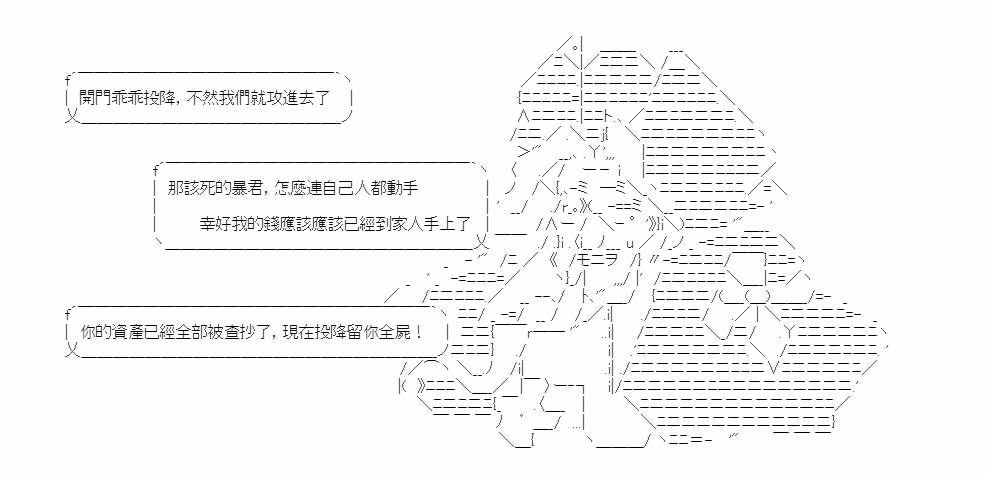 開門乖乖投降, 不然我們就攻進去了
那該死的暴君, 怎麼連自己人都動手
幸好我的錢應該應該已經到家人手上了
你的資產已經全部被查抄了, 現在投降留你全屍！